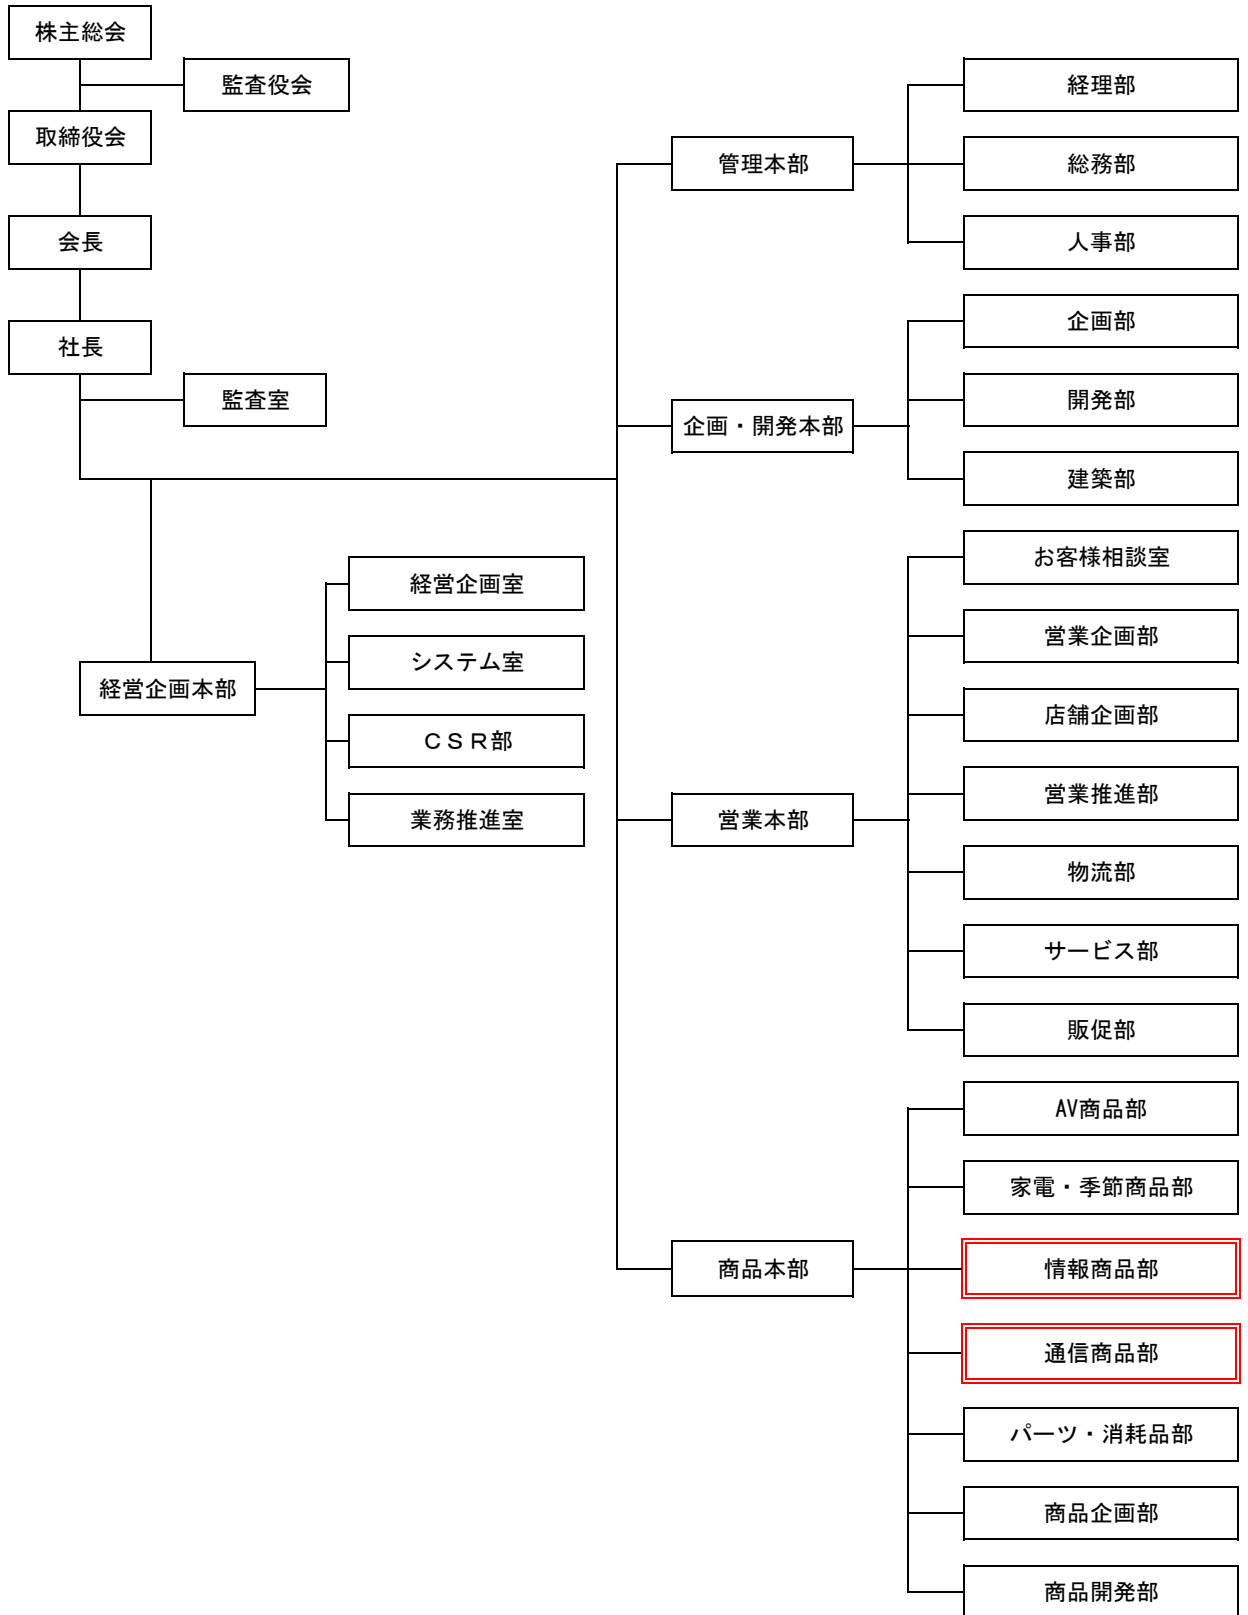 株主総会
監査役会
取締役会
会長
社長
監査室
経営企画本部
経営企画室
システム室
ＣＳＲ部
業務推進室
管理本部
経理部
総務部
人事部
企画・開発本部
企画部
開発部
建築部
営業本部
お客様相談室
営業企画部
店舗企画部
営業推進部
物流部
サービス部
販促部
商品本部
AV商品部
家電・季節商品部
情報商品部
通信商品部
パーツ・消耗品部
商品企画部
商品開発部